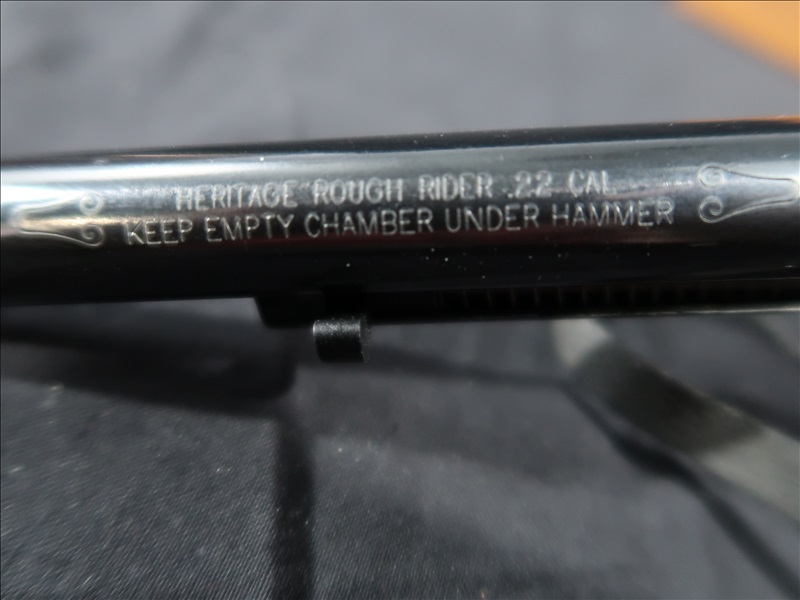 HERITAGE ROUGH RIDER .22 CAL
KEEP EMPTY CHAMBER UNDER HAMMER